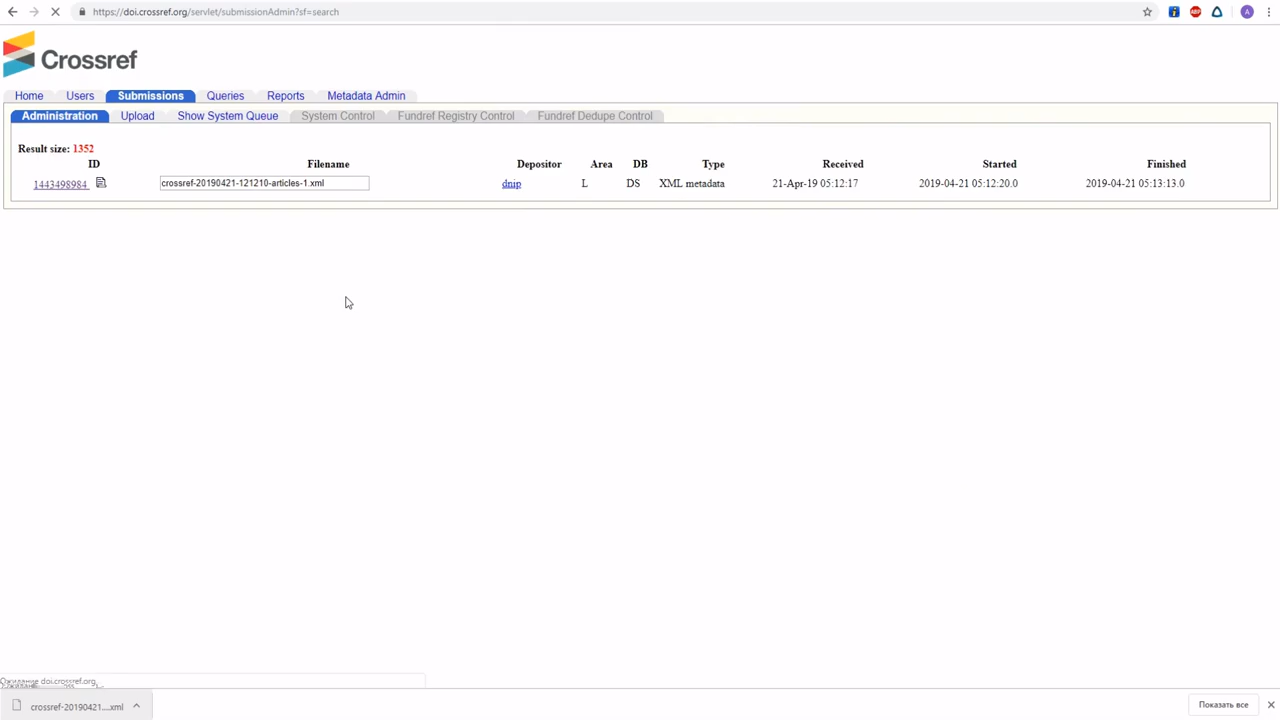 https://doi.crossref.org/servlet/submissionAdmin?sf=search
Crossref
Home Users Submissions Queries Reports Metadata Admin
Administration Upload Show System Queue System Control Fundref Registry Control Fundref Dedupe Control
Result size: 1352
ID Filename Depositor Area DB Type Received Started Finished
1443498984 crossref-20190421-121210-articles-1.xml dnip L DS XML metadata 21-Apr-19 05:12:17 2019-04-21 05:12:20.0 2019-04-21 05:13:13.0
Ожидание doi.crossref.org
crossref-20190421....xml Показать все